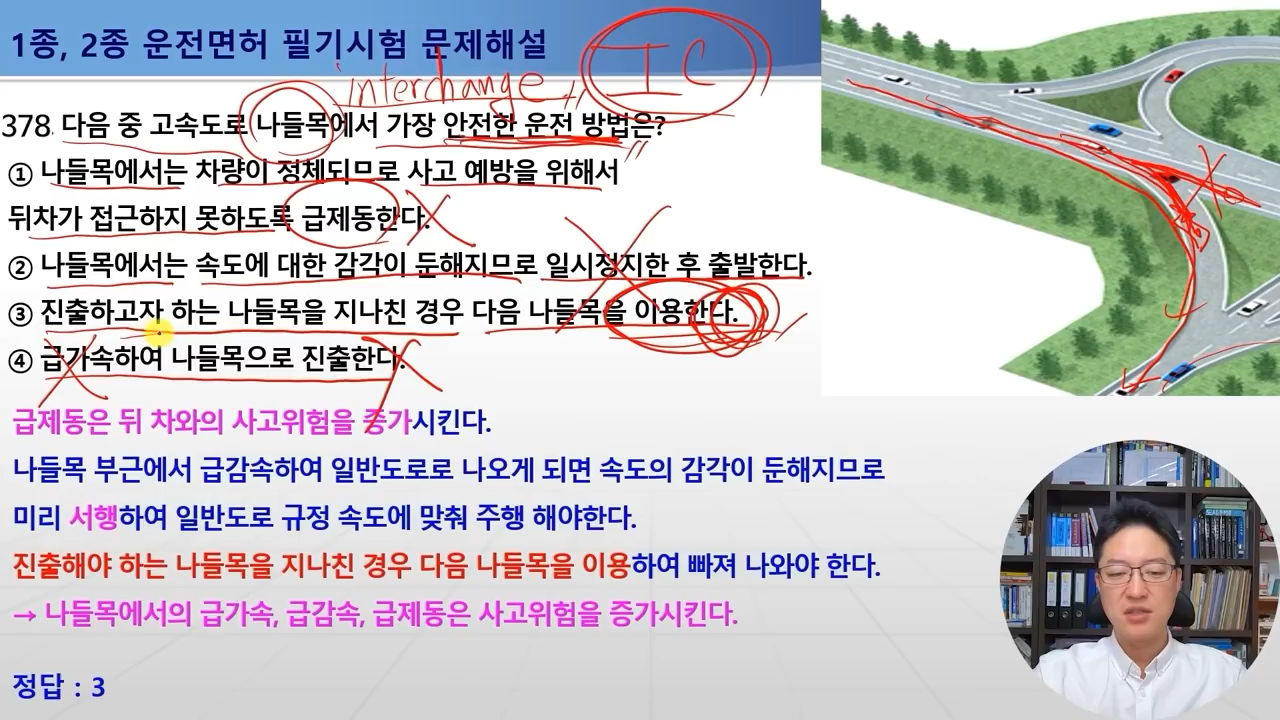 1종, 2종 운전면허 필기시험 문제해설
interchange IC
378. 다음 중 고속도로 나들목에서 가장 안전한 운전 방법은?
① 나들목에서는 차량이 정체되므로 사고 예방을 위해서
뒤차가 접근하지 못하도록 급제동한다.
② 나들목에서는 속도에 대한 감각이 둔해지므로 일시정지한 후 출발한다.
③ 진출하고자 하는 나들목을 지나친 경우 다음 나들목을 이용한다.
④ 급가속하여 나들목으로 진출한다.
급제동은 뒤 차와의 사고위험을 증가시킨다.
나들목 부근에서 급감속하여 일반도로로 나오게 되면 속도의 감각이 둔해지므로
미리 서행하여 일반도로 규정 속도에 맞춰 주행 해야한다.
진출해야 하는 나들목을 지나친 경우 다음 나들목을 이용하여 빠져 나와야 한다.
→ 나들목에서의 급가속, 급감속, 급제동은 사고위험을 증가시킨다.
정답 : 3